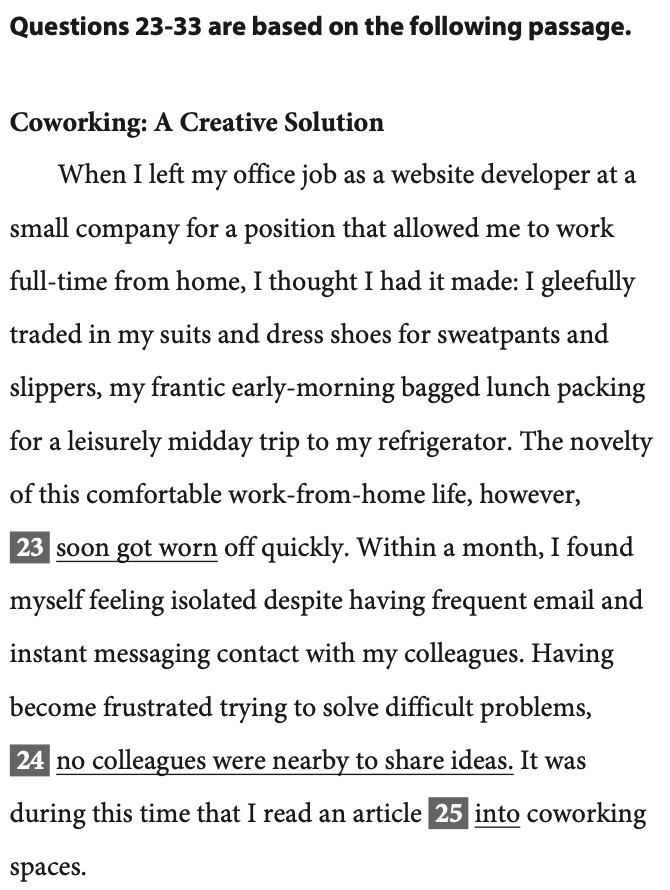 Questions 23-33 are based on the following passage.
Coworking: A Creative Solution
When I left my office job as a website developer at a
small company for a position that allowed me to work
full-time from home, I thought I had it made: I gleefully
traded in my suits and dress shoes for sweatpants and
slippers, my frantic early-morning bagged lunch packing
for a leisurely midday trip to my refrigerator. The novelty
of this comfortable work-from-home life, however,
23 soon got worn off quickly. Within a month, I found
myself feeling isolated despite having frequent email and
instant messaging contact with my colleagues. Having
become frustrated trying to solve difficult problems,
24 no colleagues were nearby to share ideas. It was
during this time that I read an article 25 into coworking
spaces.